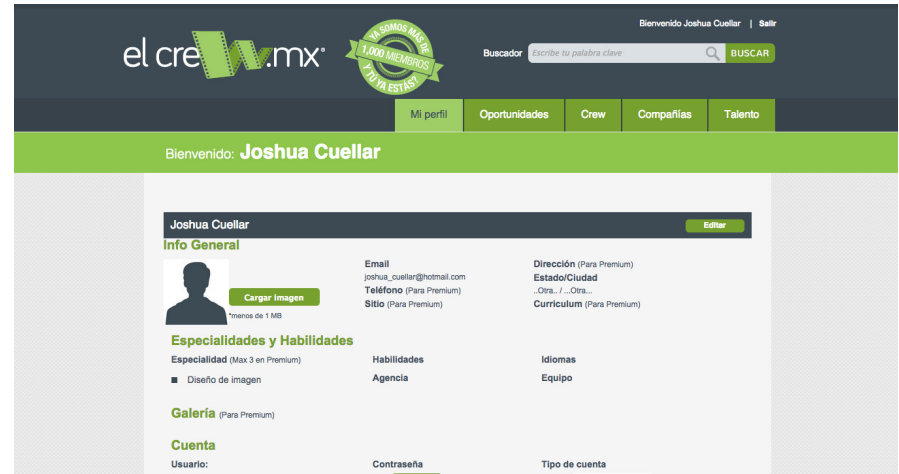 Bienvenido Joshua Cuellar | Salir
el crew.mx
YA SOMOS MÁS DE
1,000 MIEMBROS
Y TU YA ESTÁS?
Buscador Escribe tu palabra clave BUSCAR
Mi perfil Oportunidades Crew Compañías Talento
Bienvenido: Joshua Cuellar
Joshua Cuellar Editar
Info General
Email Dirección (Para Premium)
joshua_cuellar@hotmail.com Estado/Ciudad
Teléfono (Para Premium) ..Otra.. / ...Otra...
Cargar Imagen Sitio (Para Premium) Curriculum (Para Premium)
*menos de 1 MB
Especialidades y Habilidades
Especialidad (Max 3 en Premium) Habilidades Idiomas
Diseño de imagen Agencia Equipo
Galería (Para Premium)
Cuenta
Usuario: Contraseña Tipo de cuenta